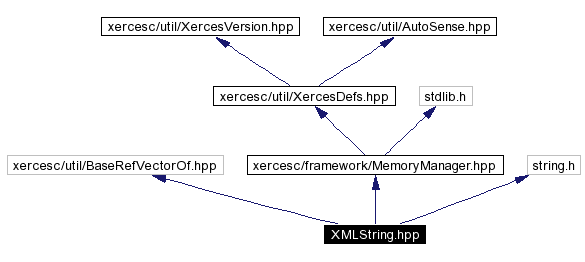 xercesc/util/XercesVersion.hpp xercesc/util/AutoSense.hpp
xercesc/util/XercesDefs.hpp stdlib.h
xercesc/util/BaseRefVectorOf.hpp xercesc/framework/MemoryManager.hpp string.h
XMLString.hpp